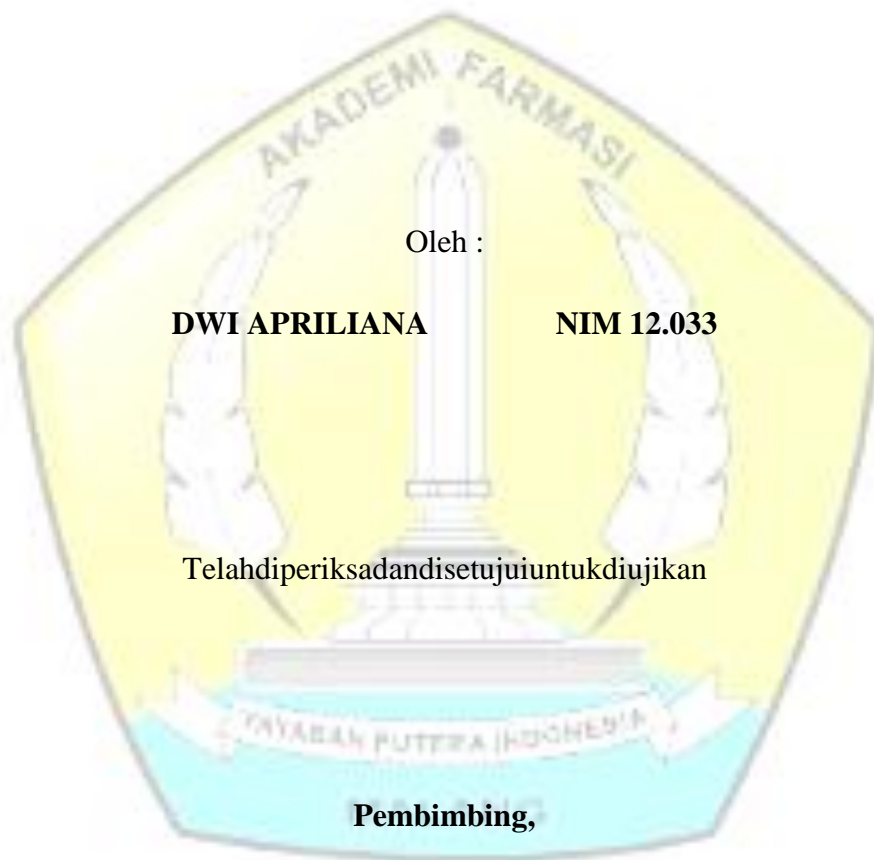 AKADEMI FARMASI
Oleh :
DWI APRILIANA NIM 12.033
Telahdiperiksadandisetujuiuntukdiujikan
YAYASAN PUTERA INDONESIA
Pembimbing,